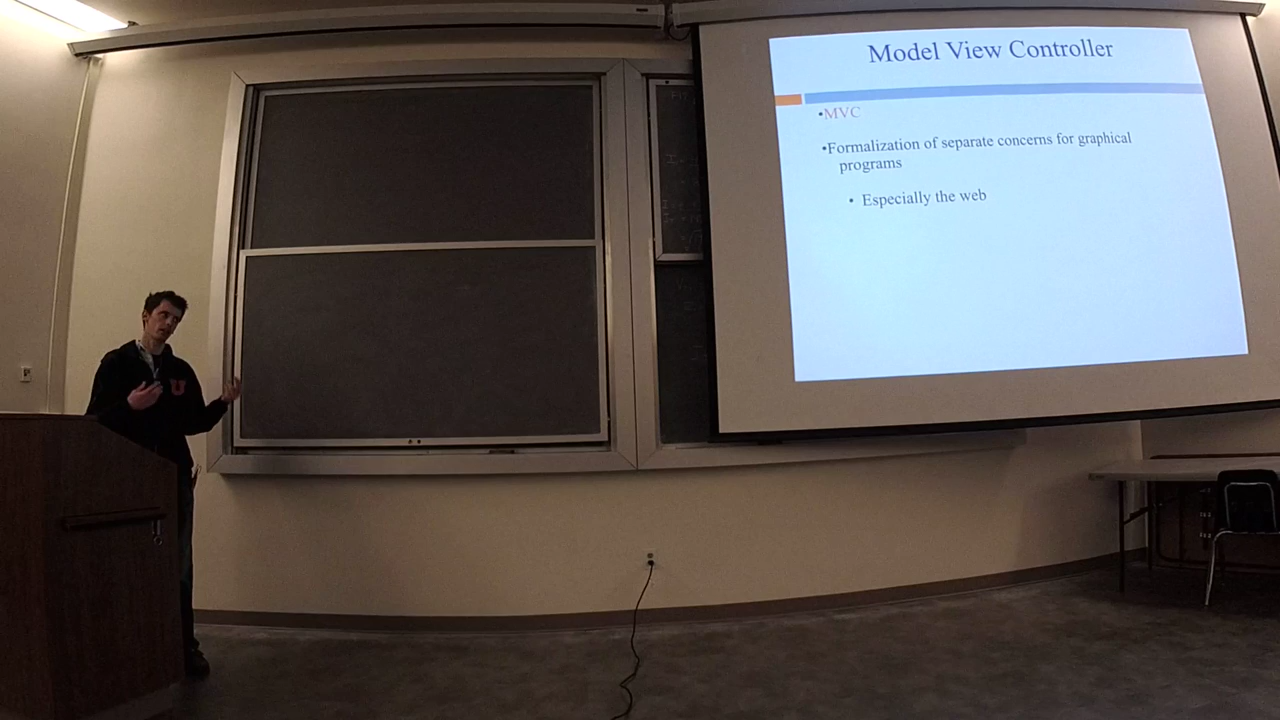 Model View Controller
•MVC
•Formalization of separate concerns for graphical
programs
• Especially the web
U